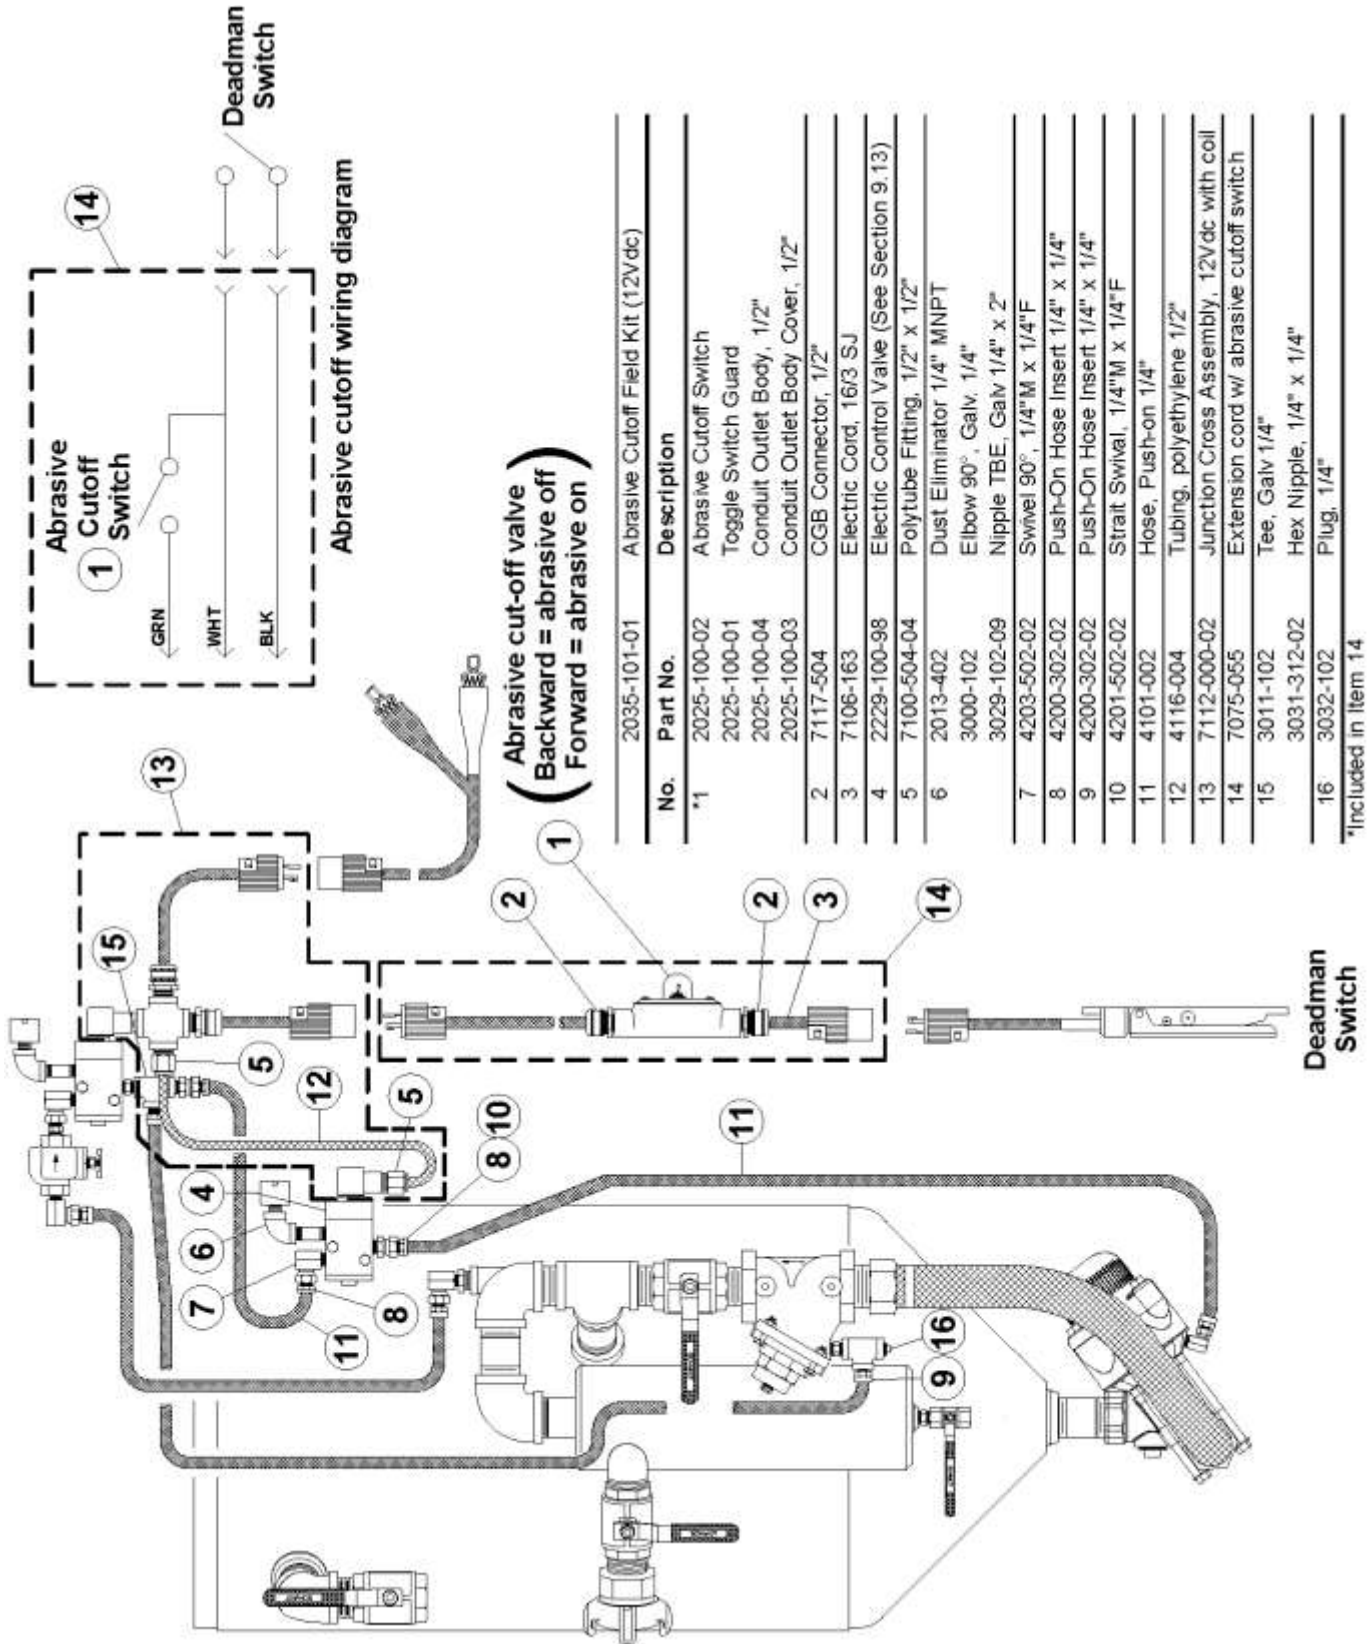 Abrasive
Cutoff
Switch
1
14
GRN
WHT
BLK
Deadman
Switch
Abrasive cutoff wiring diagram
13
15
5
12
5
4
6
7
8
10
8
11
11
9
16
(Abrasive cut-off valve
Backward = abrasive off
Forward = abrasive on)
1
2
2
3
14
Deadman
Switch
2035-101-01 Abrasive Cutoff Field Kit (12Vdc)
No. Part No. Description
*1 2025-100-02 Abrasive Cutoff Switch
2025-100-01 Toggle Switch Guard
2025-100-04 Conduit Outlet Body, 1/2"
2025-100-03 Conduit Outlet Body Cover, 1/2"
2 7117-504 CGB Connector, 1/2"
3 7106-163 Electric Cord, 16/3 SJ
4 2229-100-98 Electric Control Valve (See Section 9.13)
5 7100-504-04 Polytube Fitting, 1/2" x 1/2"
6 2013-402 Dust Eliminator 1/4" MNPT
3000-102 Elbow 90°, Galv. 1/4"
3029-102-09 Nipple TBE, Galv 1/4" x 2"
7 4203-502-02 Swivel 90°, 1/4"M x 1/4"F
8 4200-302-02 Push-On Hose Insert 1/4" x 1/4"
9 4200-302-02 Push-On Hose Insert 1/4" x 1/4"
10 4201-502-02 Strait Swival, 1/4"M x 1/4"F
11 4101-002 Hose, Push-on 1/4"
12 4116-004 Tubing, polyethylene 1/2"
13 7112-000-02 Junction Cross Assembly, 12Vdc with coil
14 7075-055 Extension cord w/ abrasive cutoff switch
15 30011-102 Tee, Galv 1/4"
3031-312-02 Hex Nipple, 1/4" x 1/4"
16 3032-102 Plug, 1/4"
*Included in Item 14